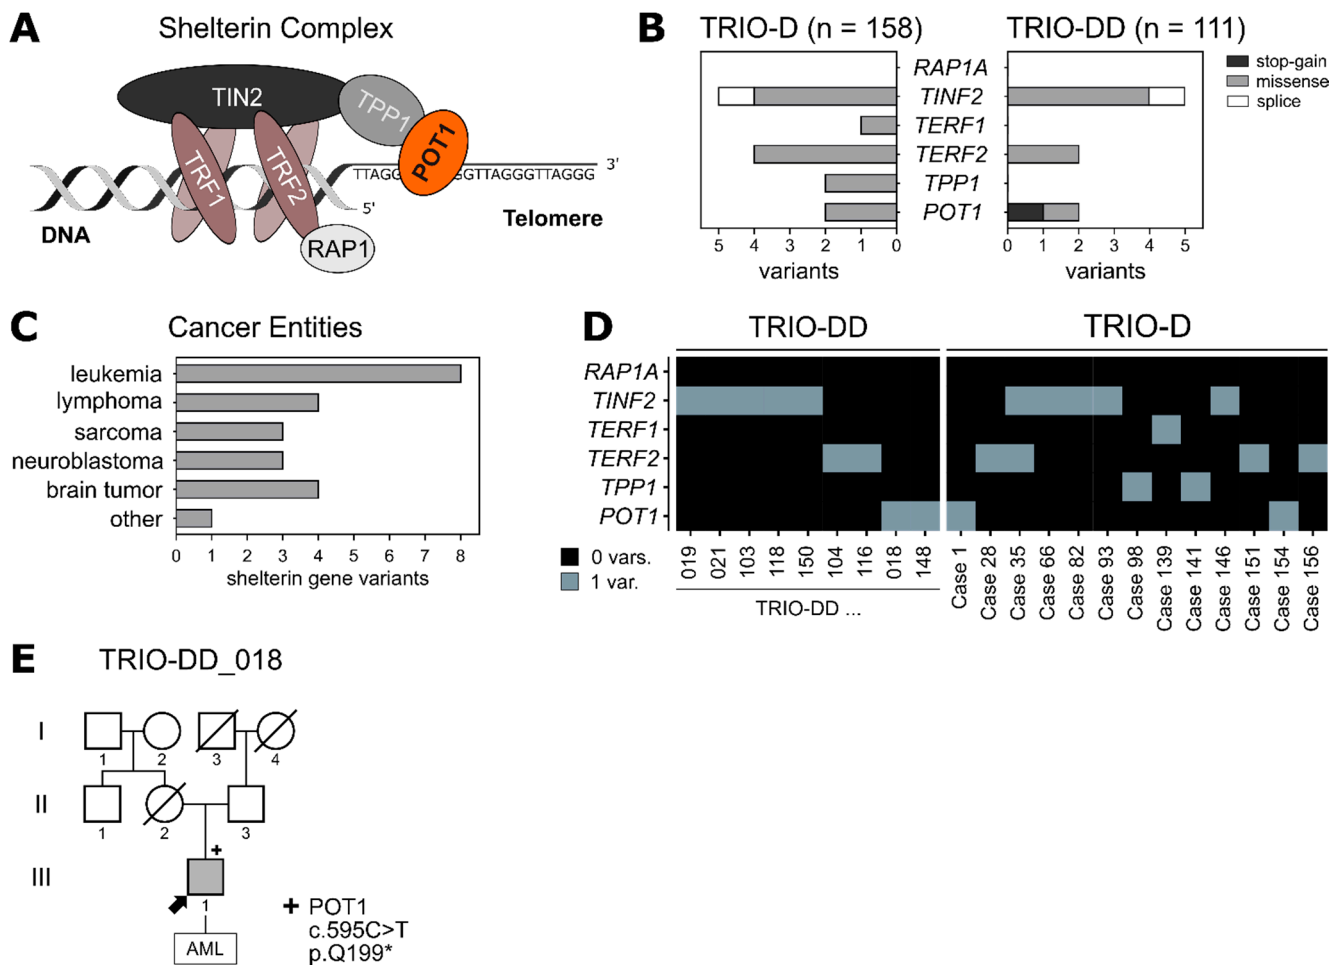 A
Shelterin Complex
TIN2
TPP1
POT1
TRF1
TRF2
RAP1
TTAGG GGTTAGGGTTAGGG
3'
5'
DNA
Telomere
B
TRIO-D (n = 158)
TRIO-DD (n = 111)
stop-gain
missense
splice
RAP1A
TINF2
TERF1
TERF2
TPP1
POT1
5 4 3 2 1 0
0 1 2 3 4 5
variants
variants
C
Cancer Entities
leukemia
lymphoma
sarcoma
neuroblastoma
brain tumor
other
0 1 2 3 4 5 6 7 8
shelterin gene variants
D
TRIO-DD
TRIO-D
RAP1A
TINF2
TERF1
TERF2
TPP1
POT1
0 vars.
1 var.
019 021 103 118 150 104 116 018 148
TRIO-DD ...
Case 1 Case 28 Case 35 Case 66 Case 82 Case 93 Case 98 Case 139 Case 141 Case 146 Case 151 Case 154 Case 156
E
TRIO-DD_018
I
1 2 3 4
II
1 2 3
III
+
1
AML
+ POT1
c.595C>T
p.Q199*